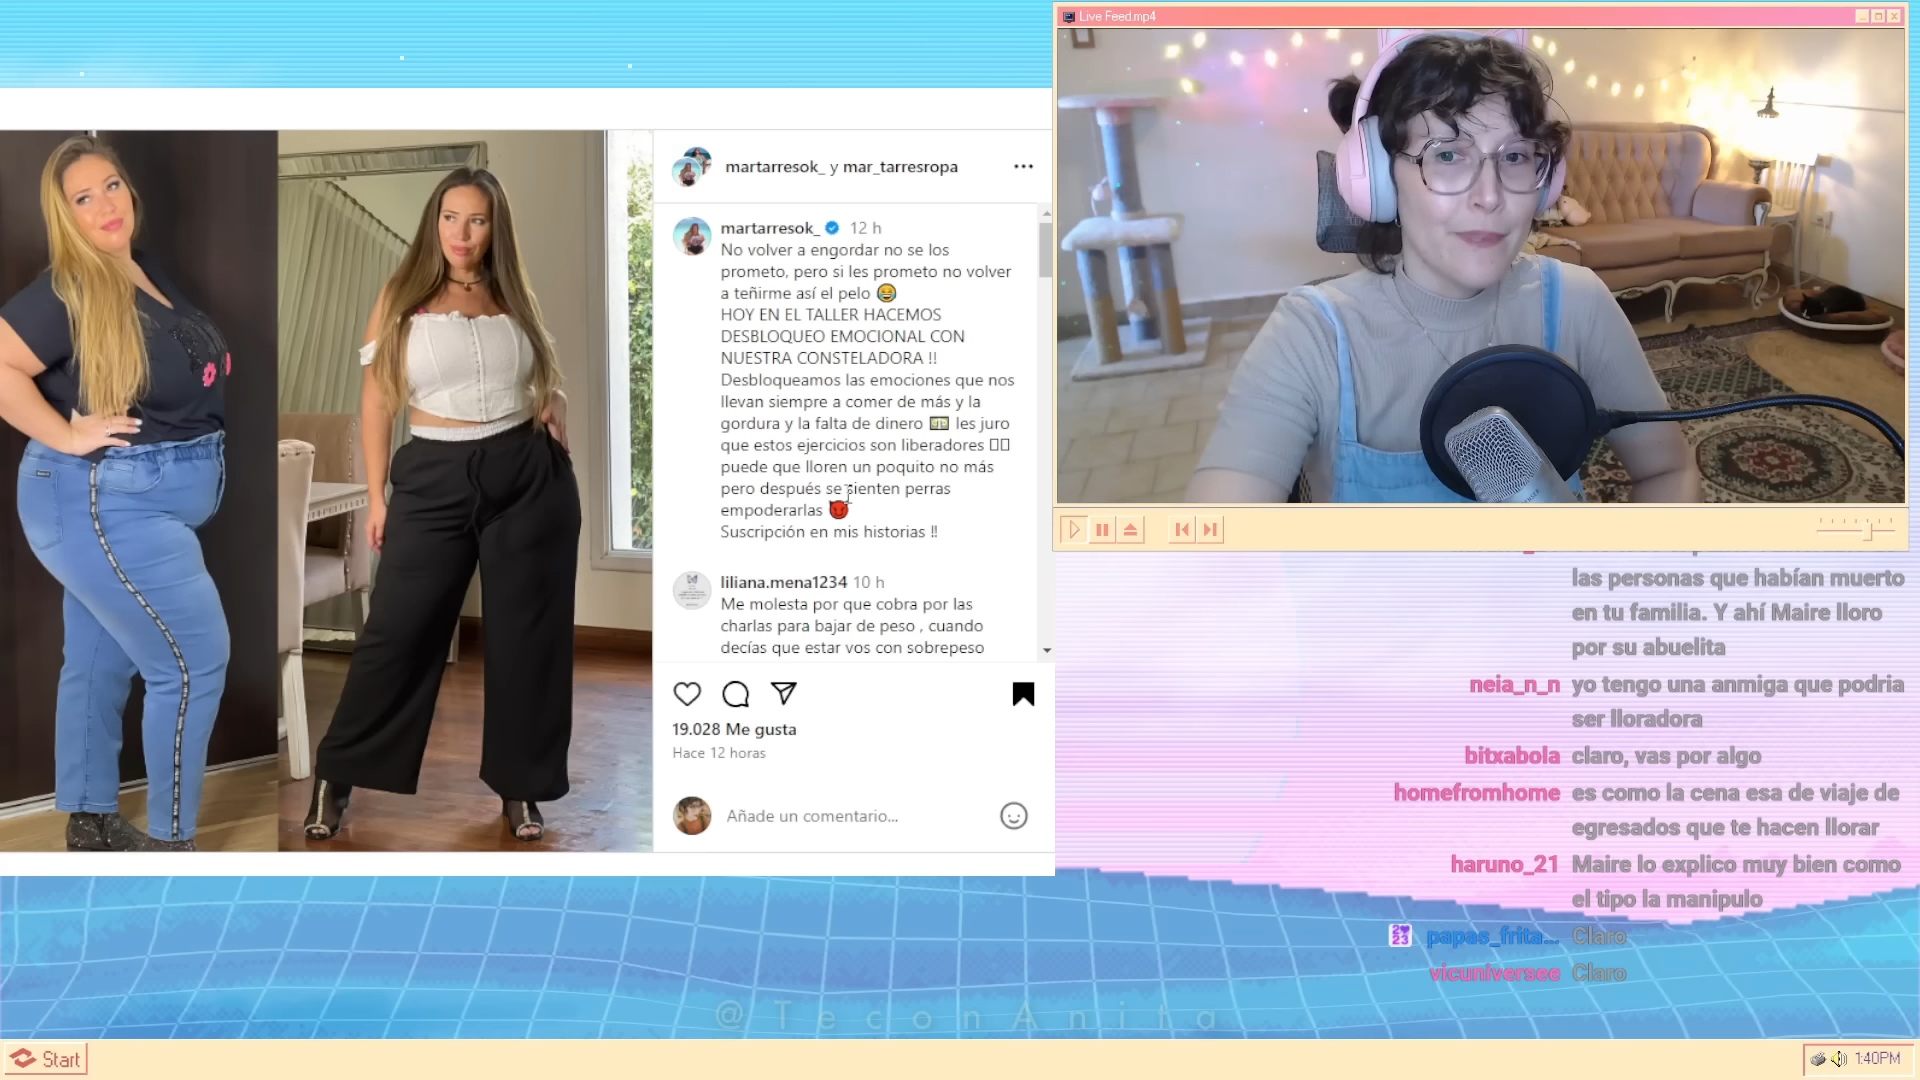 Live Feed.mp4
martarresok_ y mar_tarresropa
martarresok_ 12 h
No volver a engordar no se los
prometo, pero si les prometo no volver
a teñirme así el pelo 😂
HOY EN EL TALLER HACEMOS
DESBLOQUEO EMOCIONAL CON
NUESTRA CONSTELADORA !!
Desbloqueamos las emociones que nos
llevan siempre a comer de más y la
gordura y la falta de dinero 💵 les juro
que estos ejercicios son liberadores
puede que lloren un poquito no más
pero después se sienten perras
empoderarlas 😈
Suscripción en mis historias !!
liliana.mena1234 10 h
Me molesta por que cobra por las
charlas para bajar de peso , cuando
decías que estar vos con sobrepeso
19.028 Me gusta
Hace 12 horas
Añade un comentario...
las personas que habían muerto
en tu familia. Y ahí Maire lloro
por su abuelita
neia_n_n yo tengo una anmiga que podria
ser lloradora
bitxabola claro, vas por algo
homefromhome es como la cena esa de viaje de
egresados que te hacen llorar
haruno_21 Maire lo explico muy bien como
el tipo la manipulo
papas_frita... Claro
vicuniversee Claro
@TeconAnita
Start
1:40PM